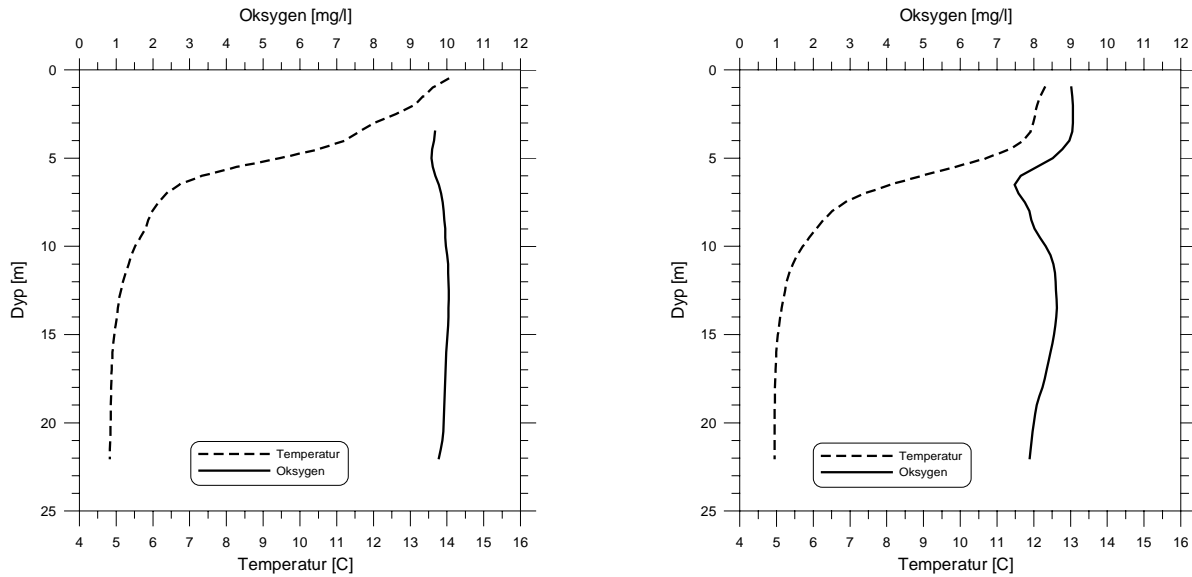 Oksygen [mg/l]
0 1 2 3 4 5 6 7 8 9 10 11 12
0
5
10
15
20
25
Dyp [m]
Temperatur
Oksygen
4 5 6 7 8 9 10 11 12 13 14 15 16
Temperatur [C]
Oksygen [mg/l]
0 1 2 3 4 5 6 7 8 9 10 11 12
0
5
10
15
20
25
Dyp [m]
Temperatur
Oksygen
4 5 6 7 8 9 10 11 12 13 14 15 16
Temperatur [C]